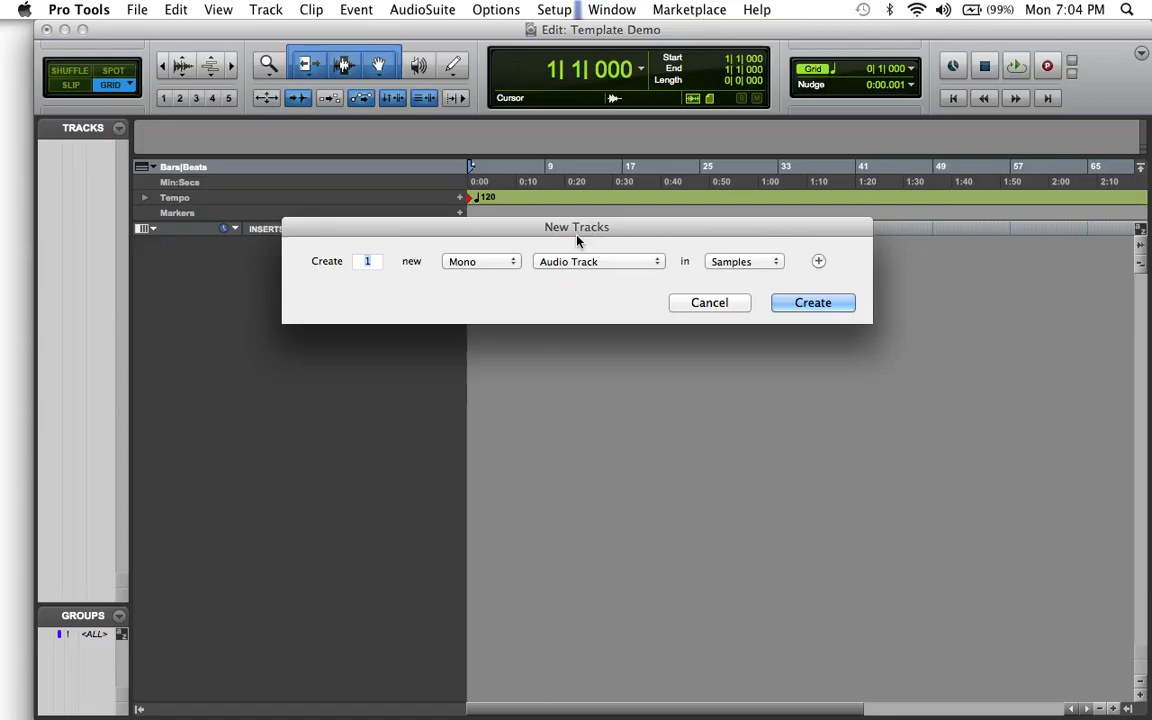 Pro Tools File Edit View Track Clip Event AudioSuite Options Setup Window Marketplace Help (99%) Mon 7:04 PM
Edit: Template Demo
SHUFFLE SPOT
SLIP GRID
1 2 3 4 5
1| 1| 000
Start 1| 1| 000
End 1| 1| 000
Length 0| 0| 000
Cursor
Grid 0| 1| 000
Nudge 0:00.001
TRACKS
Bars|Beats 9 17 25 33 41 49 57 65
Min:Secs 0:00 0:10 0:20 0:30 0:40 0:50 1:00 1:10 1:20 1:30 1:40 1:50 2:00 2:10
Tempo 120
Markers
INSERTS
New Tracks
Create 1 new Mono Audio Track in Samples
Cancel Create
GROUPS
! <ALL>